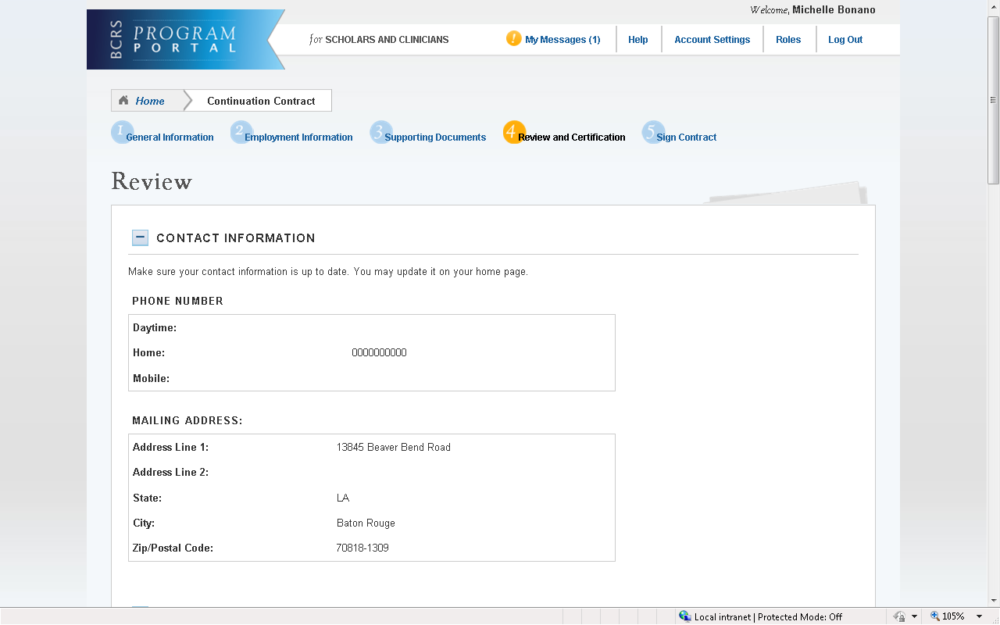 Welcome, Michelle Bonano
BCRS PROGRAM PORTAL
for SCHOLARS AND CLINICIANS
! My Messages (1) Help Account Settings Roles Log Out
Home Continuation Contract
1 General Information 2 Employment Information 3 Supporting Documents 4 Review and Certification 5 Sign Contract
Review
CONTACT INFORMATION
Make sure your contact information is up to date. You may update it on your home page.
PHONE NUMBER
Daytime:
Home: 0000000000
Mobile:
MAILING ADDRESS:
Address Line 1: 13845 Beaver Bend Road
Address Line 2:
State: LA
City: Baton Rouge
Zip/Postal Code: 70818-1309
Local intranet | Protected Mode: Off 105%